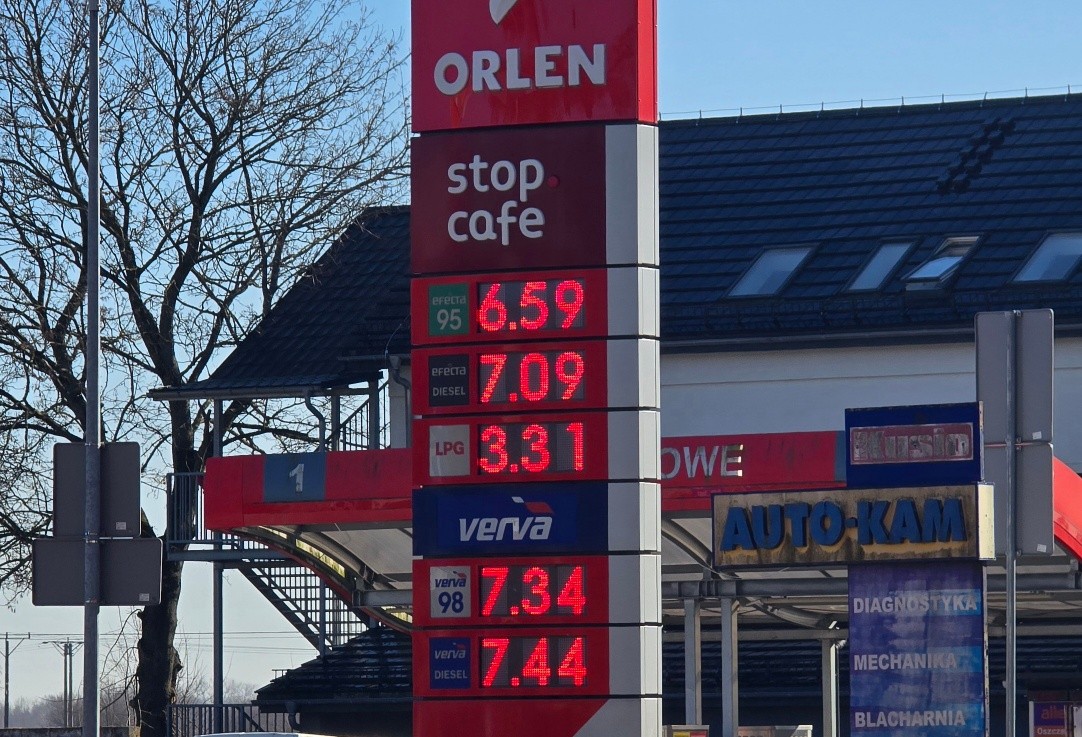 ORLEN
stop
cafe
EFECTA
95
6.59
EFECTA
DIESEL
7.09
LPG
3.31
verva
verva
98
7.34
verva
DIESEL
7.44
1
OWE
AUTO-KAM
DIAGNOSTYKA
MECHANIKA
BLACHARNIA